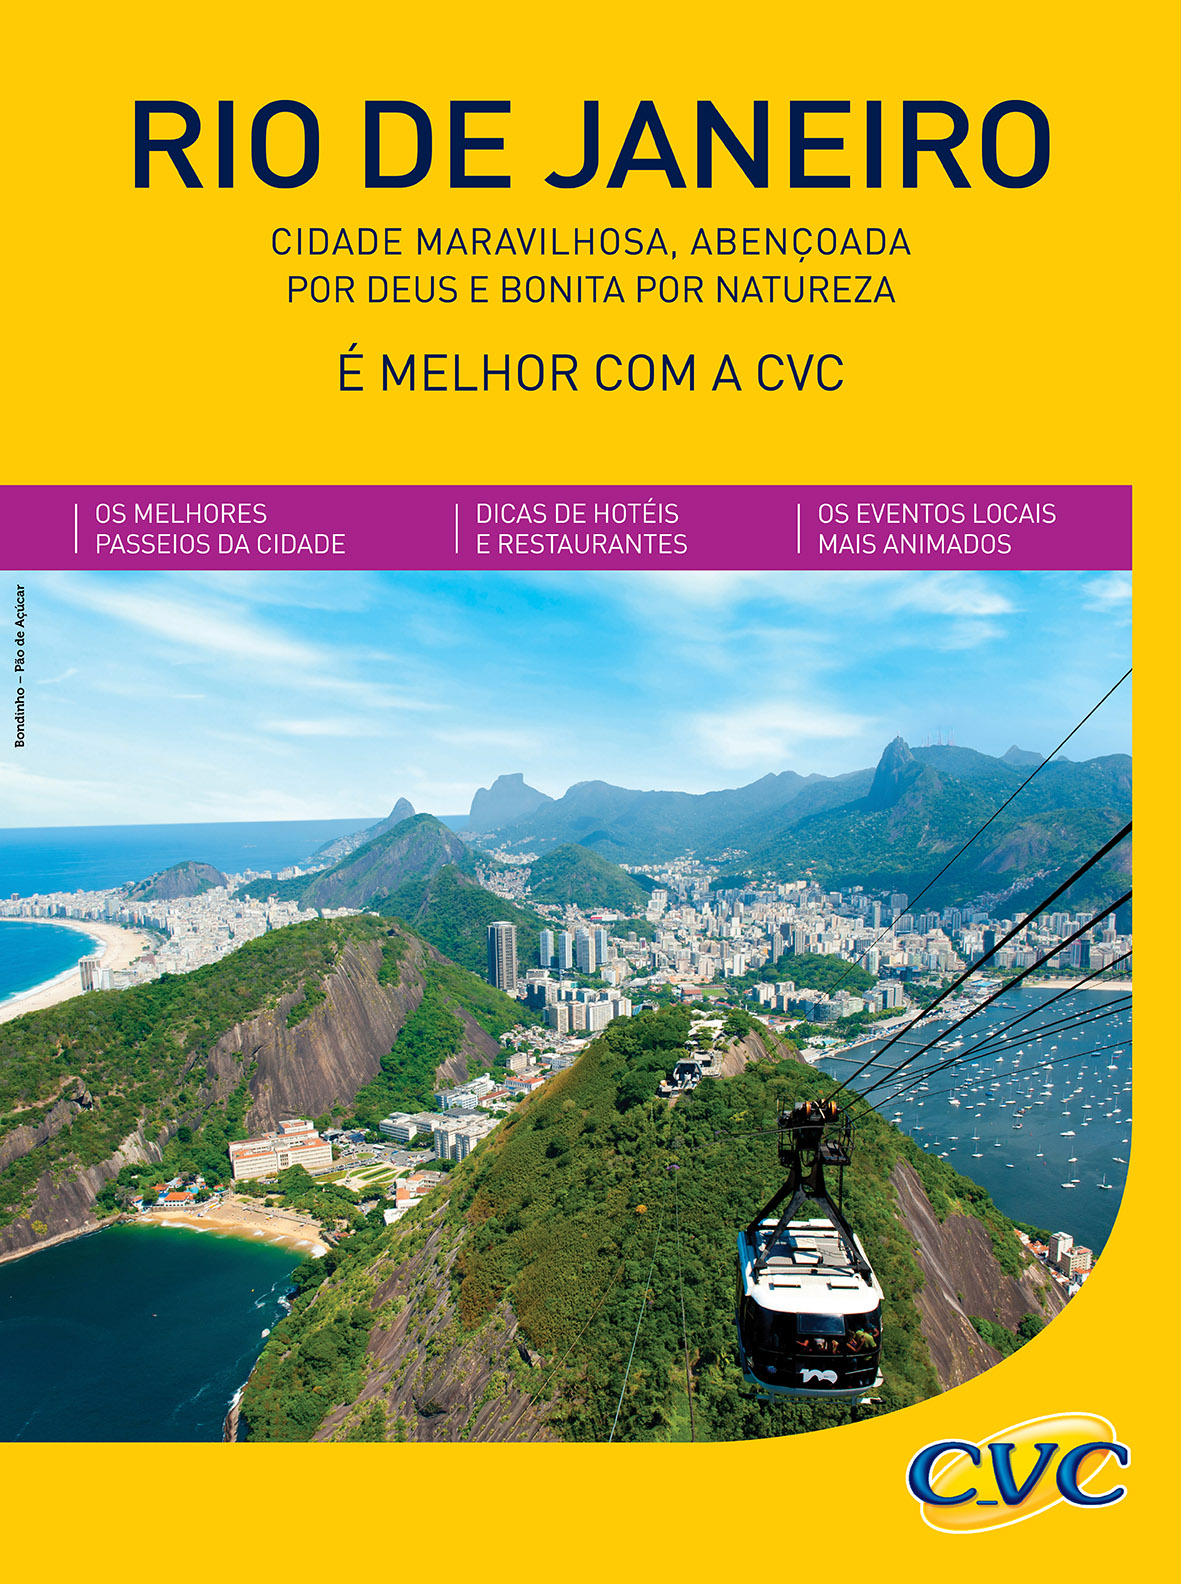 RIO DE JANEIRO
CIDADE MARAVILHOSA, ABENÇOADA
POR DEUS E BONITA POR NATUREZA
É MELHOR COM A CVC
OS MELHORES
PASSEIOS DA CIDADE
DICAS DE HOTÉIS
E RESTAURANTES
OS EVENTOS LOCAIS
MAIS ANIMADOS
Bondinho – Pão de Açúcar
100
CVC